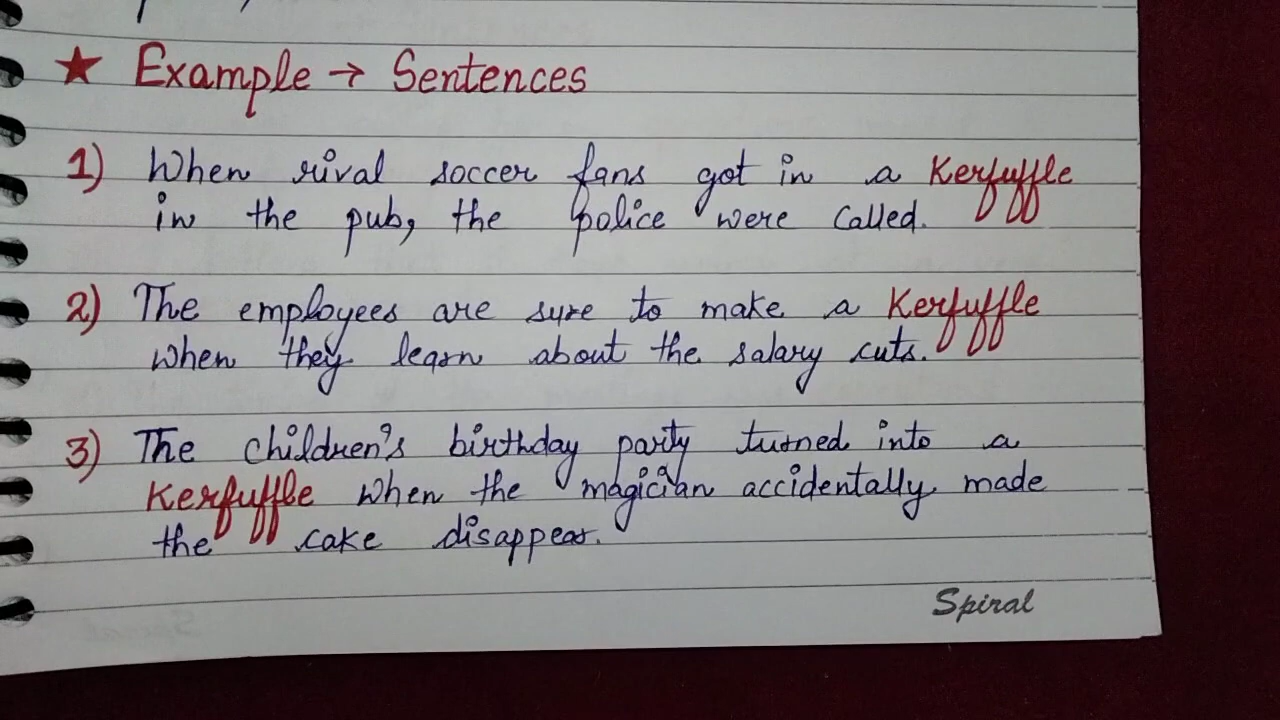 ★ Example → Sentences
1) When rival soccer fans got in a Kerfuffle
in the pub, the police were called.
2) The employees are sure to make a Kerfuffle
when they learn about the salary cuts.
3) The children's birthday party turned into a
Kerfuffle when the magician accidentally made
the cake disappear.
Spiral